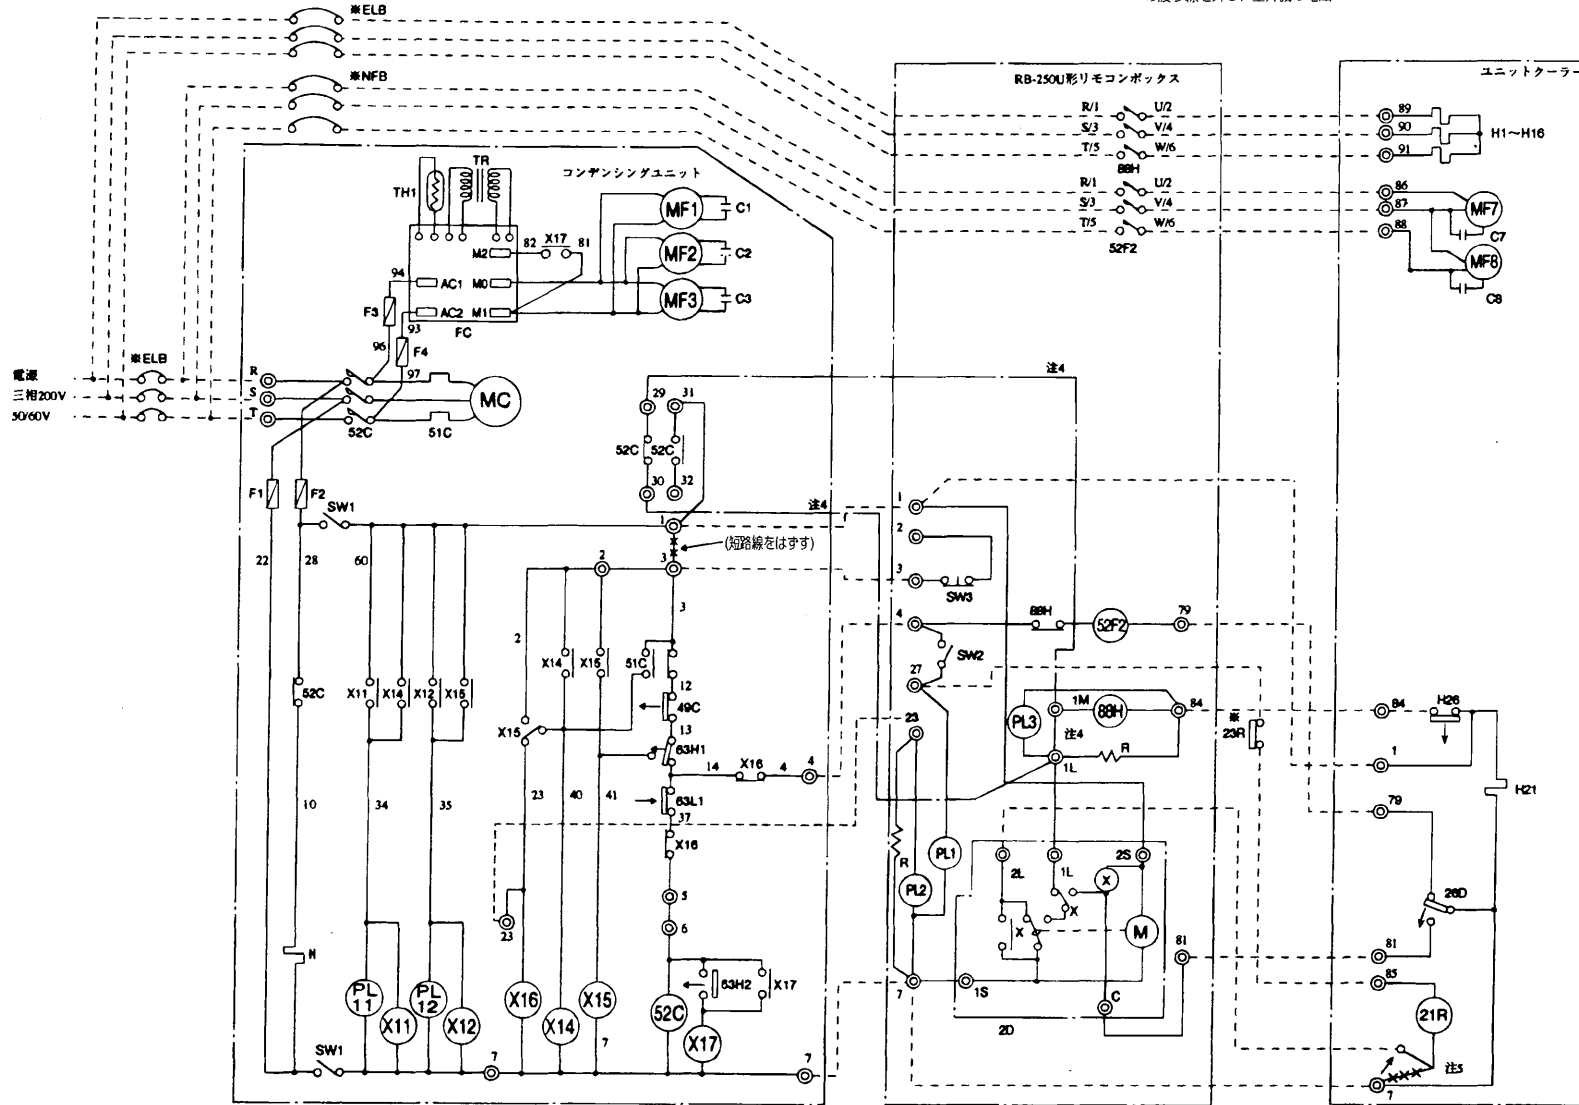 ※ELB
※NFB
RB-250U形リモコンボックス
ユニットクーラー
R/1 U/2
S/3 V/4
T/5 W/6
88H
R/1 U/2
S/3 V/4
T/5 W/6
52F2
89
90
91
H1〜H16
86
87
88
MF7
C7
MF8
C8
コンデンシングユニット
TR
TH1
MF1
C1
MF2
C2
MF3
C3
82 X17 81
M2
94
AC1 M0
F3
AC2 M1
93
FC
96
F4
97
※ELB
電源
三相200V
50/60V
R
S
T
52C
51C
MC
注4
29
31
52C
52C
30
32
注4
F1
F2
SW1
1
(短絡線をはずす)
22
28
60
2
3
1
2
3
SW3
3
4
88H
52F2
79
SW2
27
2
X14
X15
51C
12
52C
X11
X14
X12
X15
49C
13
X15
63H1
14
X16
4
4
23
PL3
1M
88H
84
注4
1L
R
※
23R
84
H26
1
H21
79
10
34
35
23
40
41
63L1
37
X16
5
6
23
R
PL1
PL2
2L
1L
2S
X
X
X
M
81
26D
81
85
H
PL
11
X11
PL
12
X12
X16
X14
X15
7
52C
63H2
X17
X17
7
1S
C
2D
21R
注5
SW1
7
7
7